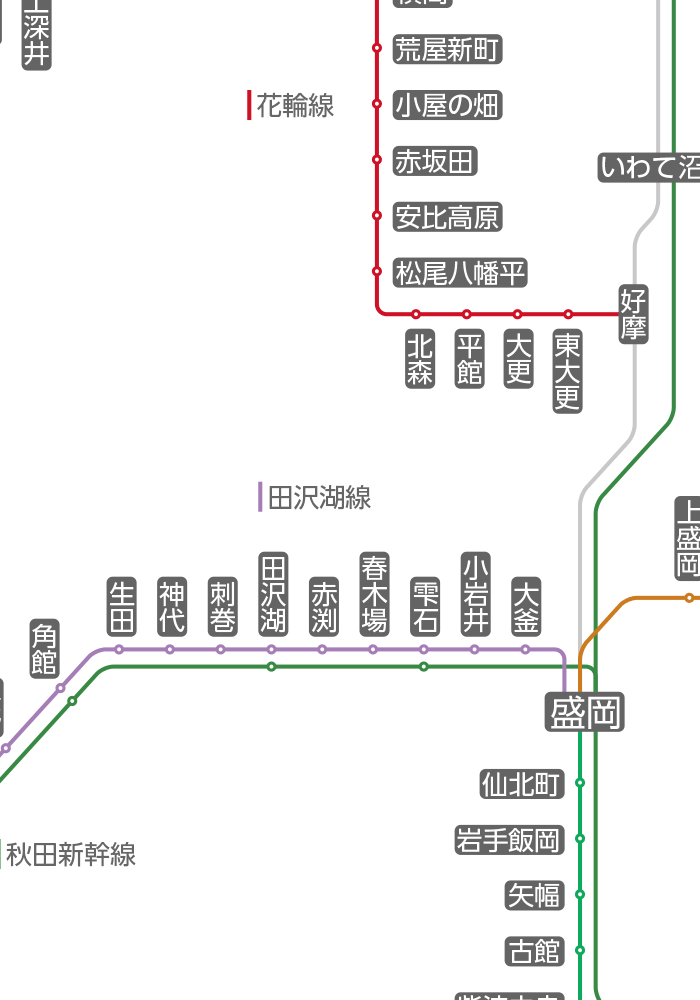 上深井
荒屋新町
花輪線
小屋の畑
赤坂田
いわて沼
安比高原
松尾八幡平
好摩
北森
平館
大更
東大更
田沢湖線
上盛岡
生田
神代
刺巻
田沢湖
赤渕
春木場
雫石
小岩井
大釜
角館
盛岡
仙北町
岩手飯岡
秋田新幹線
矢幅
古館